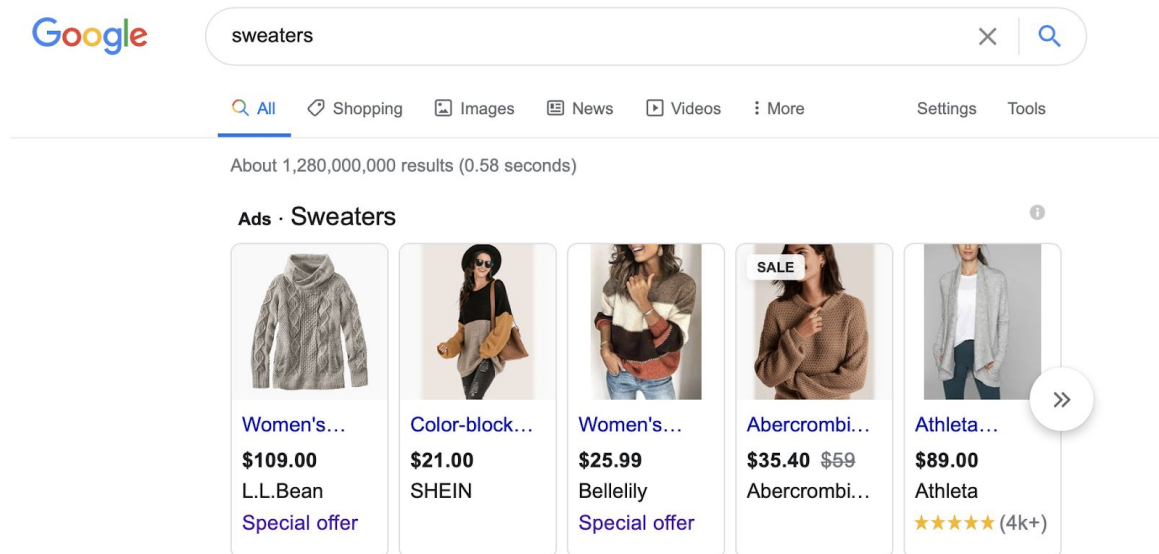 Google
sweaters
All Shopping Images News Videos More Settings Tools
About 1,280,000,000 results (0.58 seconds)
Ads · Sweaters
SALE
Women's...
$109.00
L.L.Bean
Special offer
Color-block...
$21.00
SHEIN
Women's...
$25.99
Bellelily
Special offer
Abercrombi...
$35.40 $59
Abercrombi...
Athleta...
$89.00
Athleta
★★★★★ (4k+)